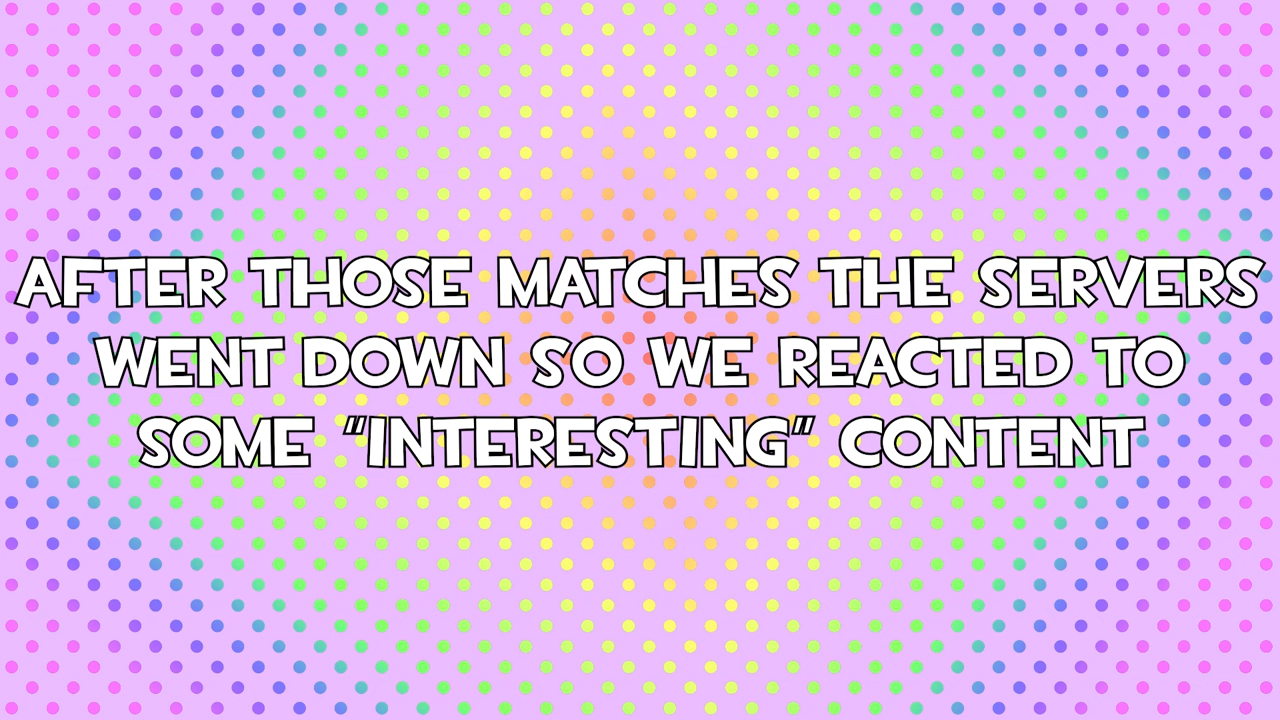 AFTER THOSE MATCHES THE SERVERS
WENT DOWN SO WE REACTED TO
SOME "INTERESTING" CONTENT